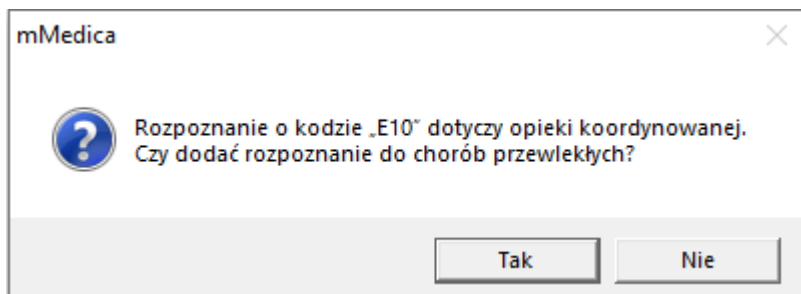 mMedica
Rozpoznanie o kodzie „E10” dotyczy opieki koordynowanej.
Czy dodać rozpoznanie do chorób przewlekłych?
Tak
Nie